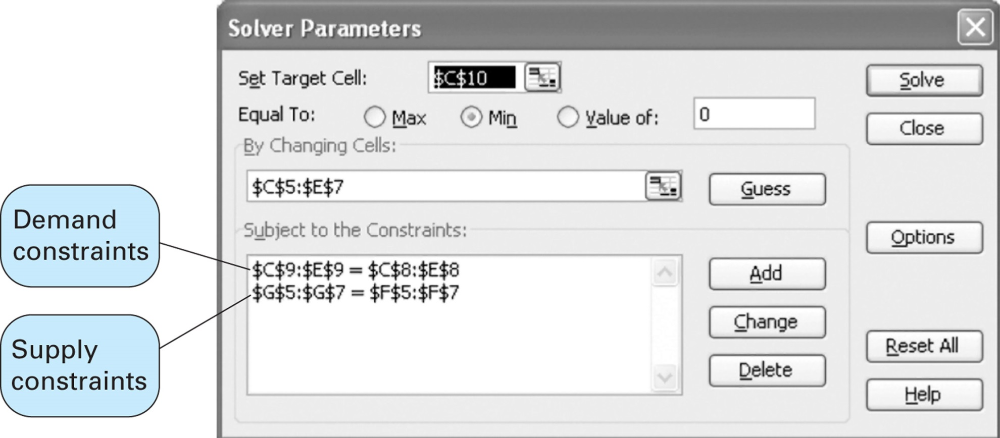 Solver Parameters
Set Target Cell: $C$10
Solve
Equal To: Max Min Value of: 0
Close
By Changing Cells:
$C$5:$E$7
Guess
Subject to the Constraints:
Options
Demand
constraints
$C$9:$E$9 = $C$8:$E$8
$G$5:$G$7 = $F$5:$F$7
Add
Change
Supply
constraints
Reset All
Delete
Help